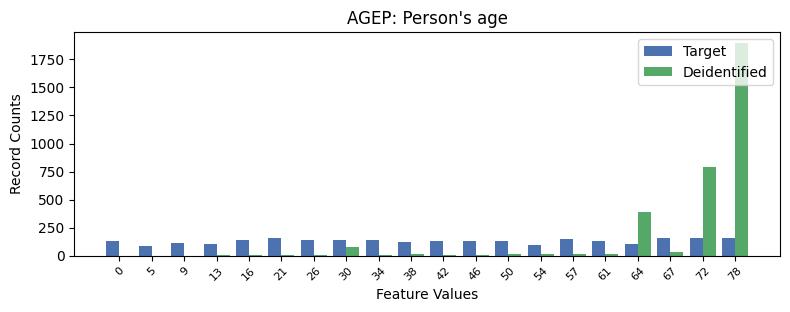 AGEP: Person's age
Target
Deidentified
Record Counts
1750
1500
1250
1000
750
500
250
0
0 5 9 13 16 21 26 30 34 38 42 46 50 54 57 61 64 67 72 78
Feature Values